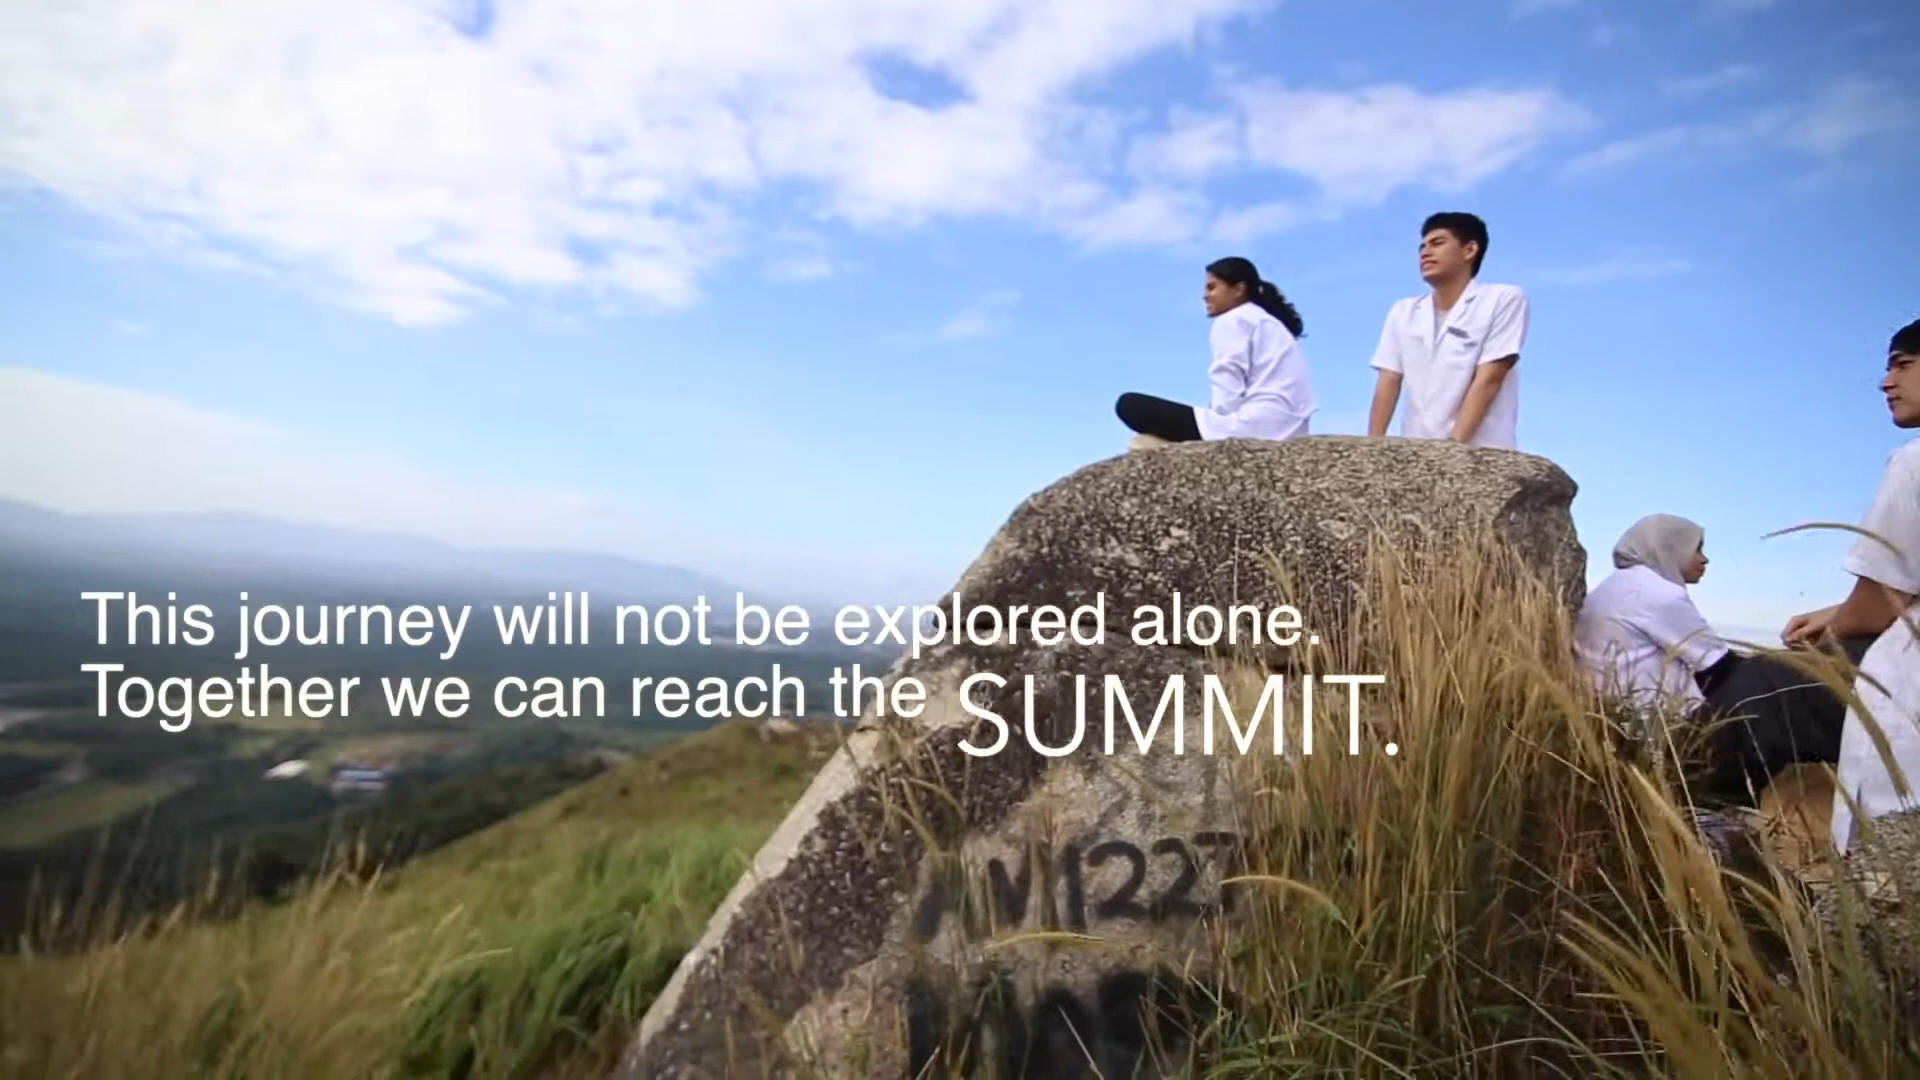 This journey will not be explored alone.
Together we can reach the SUMMIT.